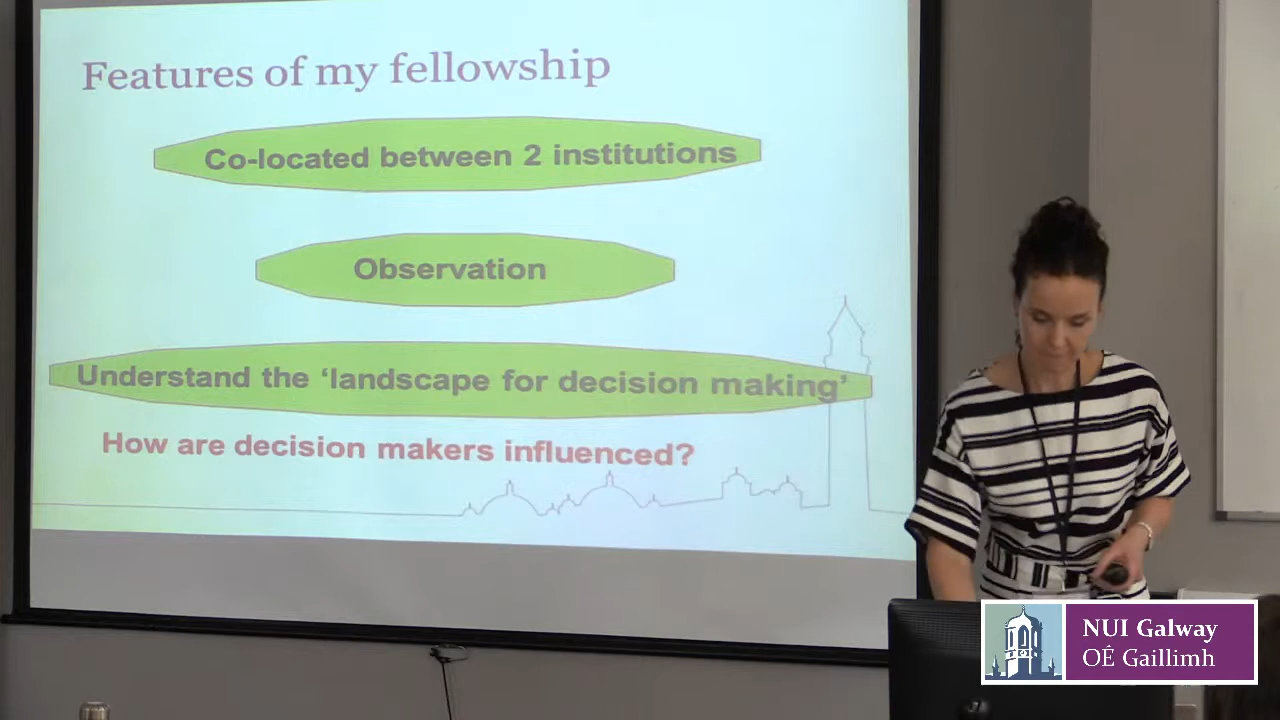 Features of my fellowship
Co-located between 2 institutions
Observation
Understand the ‘landscape for decision making’
How are decision makers influenced?
NUI Galway
OÉ Gaillimh